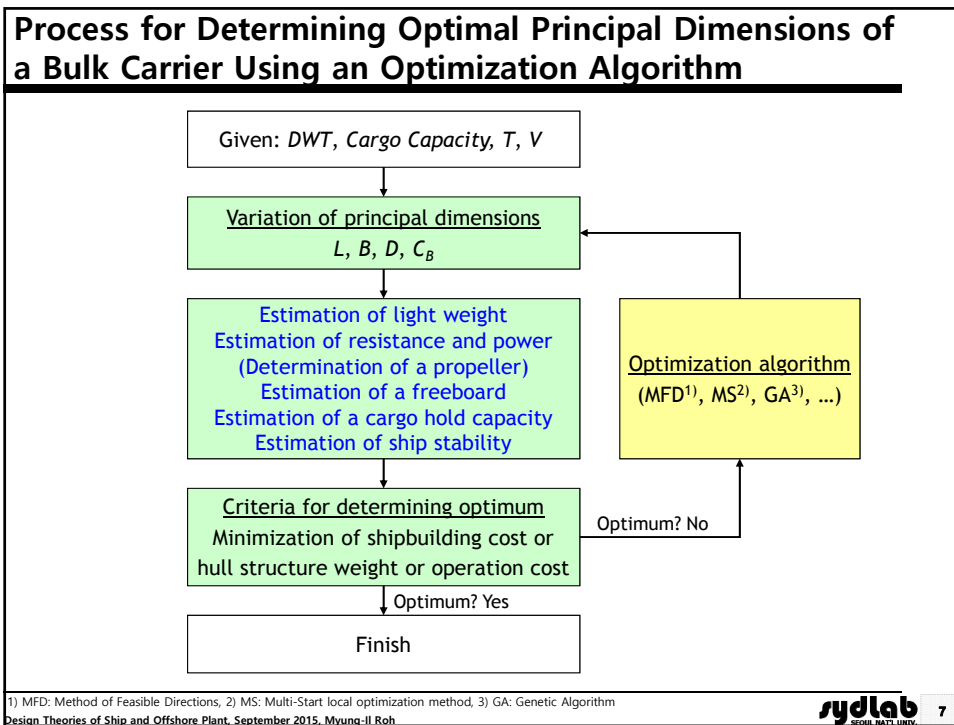 Process for Determining Optimal Principal Dimensions of
a Bulk Carrier Using an Optimization Algorithm
Given: DWT, Cargo Capacity, T, V
Variation of principal dimensions
L, B, D, C_B
Estimation of light weight
Estimation of resistance and power
(Determination of a propeller)
Estimation of a freeboard
Estimation of a cargo hold capacity
Estimation of ship stability
Optimization algorithm
(MFD1), MS2), GA3), …)
Criteria for determining optimum
Minimization of shipbuilding cost or
hull structure weight or operation cost
Optimum? No
Optimum? Yes
Finish
1) MFD: Method of Feasible Directions, 2) MS: Multi-Start local optimization method, 3) GA: Genetic Algorithm
Design Theories of Ship and Offshore Plant, September 2015, Myung-Il Roh
sydlab
SEOUL NAT'L UNIV.
7